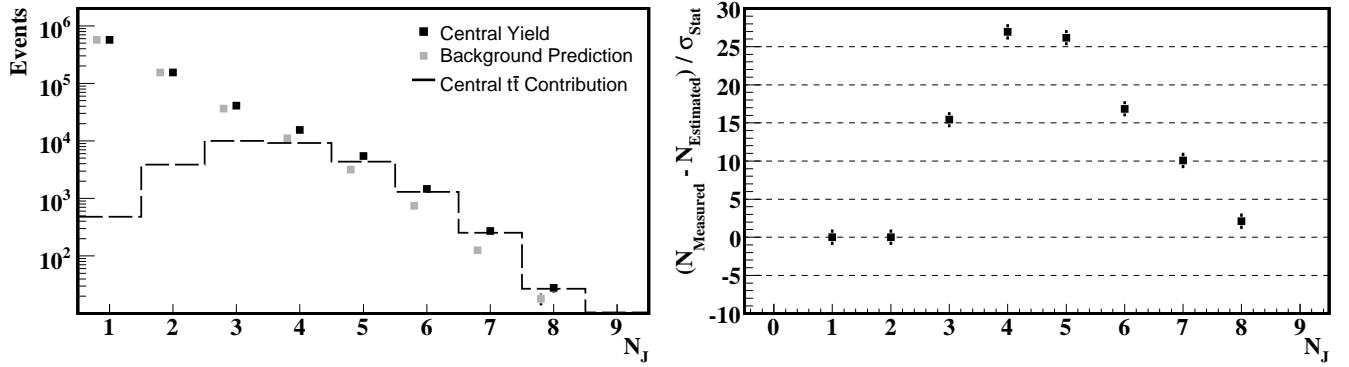 Events
10^6
10^5
10^4
10^3
10^2
Central Yield
Background Prediction
Central tt̄ Contribution
1 2 3 4 5 6 7 8 9
N_J
(N_Measured - N_Estimated) / σ_Stat
30
25
20
15
10
5
0
-5
-10
0 1 2 3 4 5 6 7 8 9
N_J